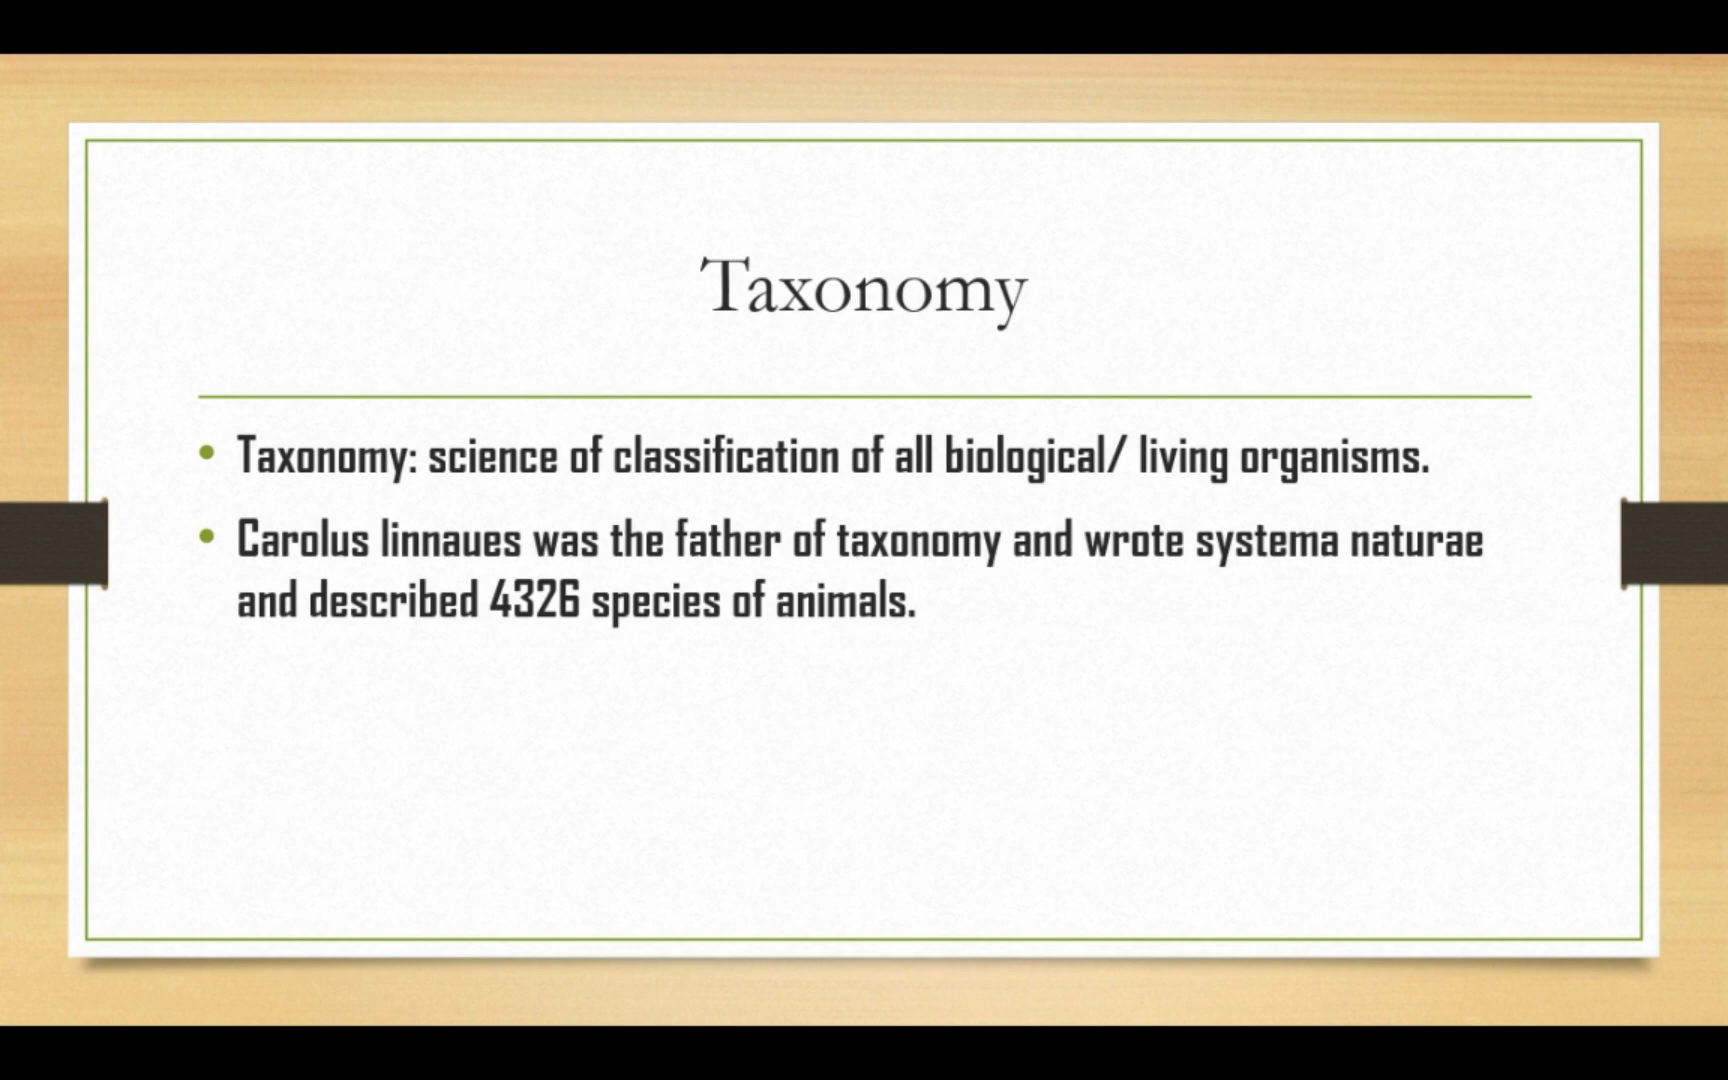 Taxonomy
• Taxonomy: science of classification of all biological/ living organisms.
• Carolus linnaues was the father of taxonomy and wrote systema naturae
and described 4326 species of animals.